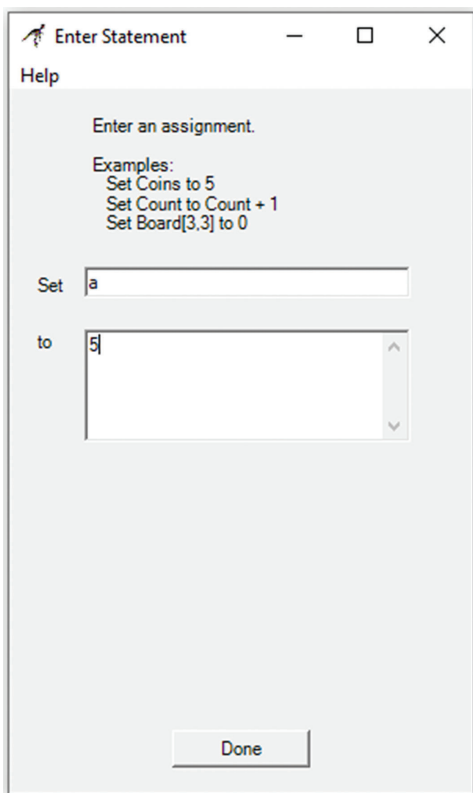 Enter Statement
Help
Enter an assignment.
Examples:
Set Coins to 5
Set Count to Count + 1
Set Board[3,3] to 0
Set a
to 5
Done